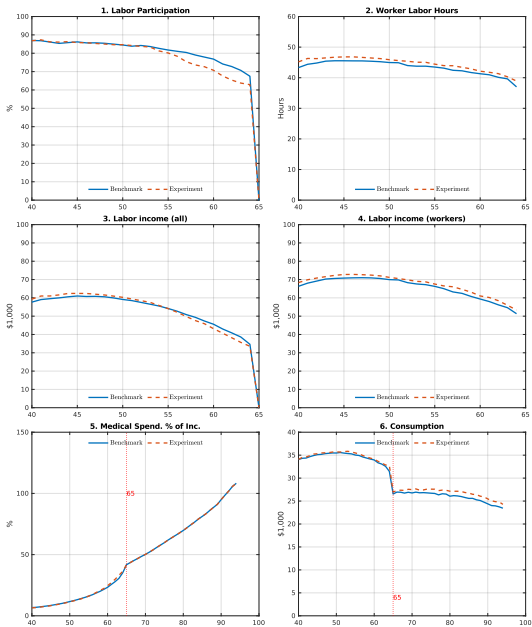 1. Labor Participation
100
90
80
70
60
50
40
30
20
10
0
%
Benchmark
Experiment
40 45 50 55 60 65
2. Worker Labor Hours
60
50
40
30
20
10
0
Hours
Benchmark
Experiment
40 45 50 55 60 65
3. Labor income (all)
100
90
80
70
60
50
40
30
20
10
0
$1,000
Benchmark
Experiment
40 45 50 55 60 65
4. Labor income (workers)
100
90
80
70
60
50
40
30
20
10
0
$1,000
Benchmark
Experiment
40 45 50 55 60 65
5. Medical Spend. % of Inc.
150
100
50
0
%
Benchmark
Experiment
65
40 50 60 70 80 90 100
6. Consumption
40
35
30
25
20
15
10
5
0
$1,000
Benchmark
Experiment
65
40 50 60 70 80 90 100